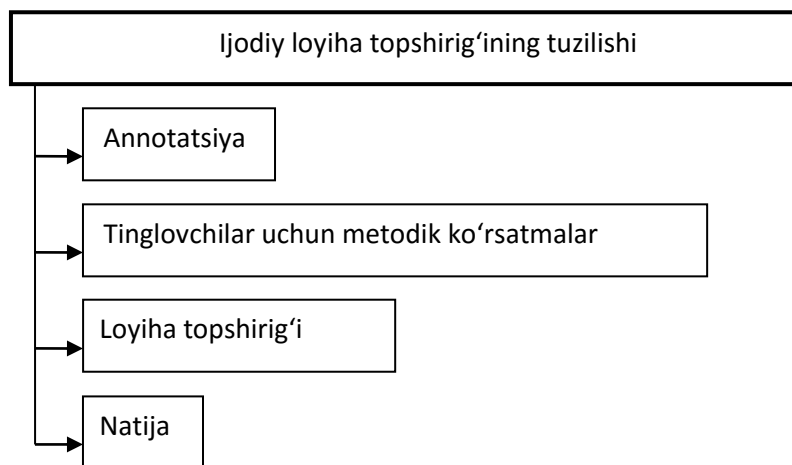 Ijodiy loyiha topshirig‘ining tuzilishi
Annotatsiya
Tinglovchilar uchun metodik ko‘rsatmalar
Loyiha topshirig‘i
Natija